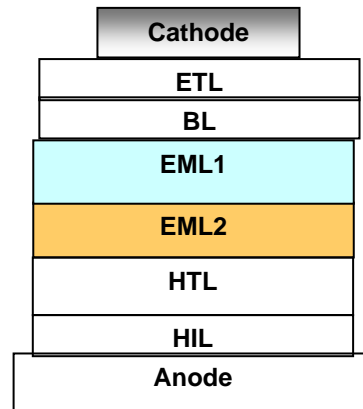 Cathode
ETL
BL
EML1
EML2
HTL
HIL
Anode